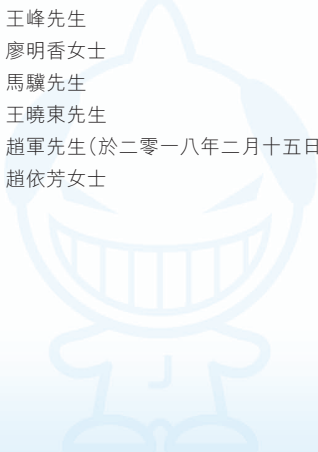 王峰先生
廖明香女士
馬驥先生
王曉東先生
趙軍先生(於二零一八年二月十五日
趙依芳女士
J